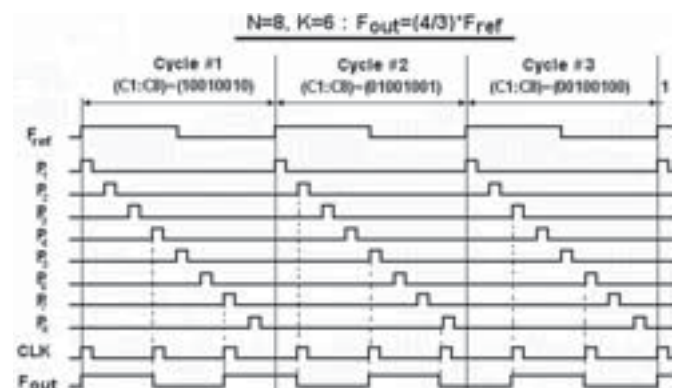 N=8, K=6 : Fout=(4/3)*Fref
Cycle #1 Cycle #2 Cycle #3
(C1:C8)=(10010010) (C1:C8)=(01001001) (C1:C8)=(00100100) 1
Fref
P1
P2
P3
P4
P5
P6
P7
P8
CLK
Fout